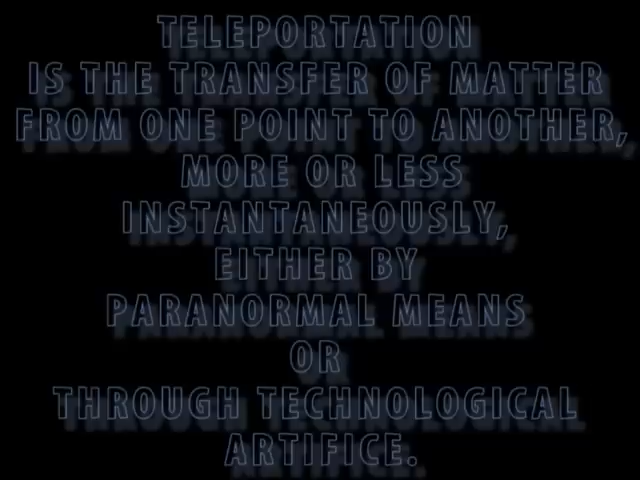 TELEPORTATION
IS THE TRANSFER OF MATTER
FROM ONE POINT TO ANOTHER,
MORE OR LESS
INSTANTANEOUSLY,
EITHER BY
PARANORMAL MEANS
OR
THROUGH TECHNOLOGICAL
ARTIFICE.